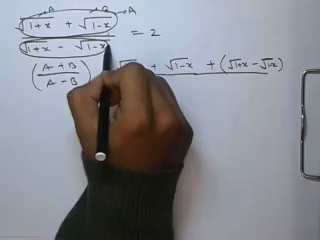 A B A
(√(1+x) + √(1-x)) / (√(1+x) - √(1-x)) = 2
((A + B) / (A - B)) + √1-x + (√1+x - √1-x)